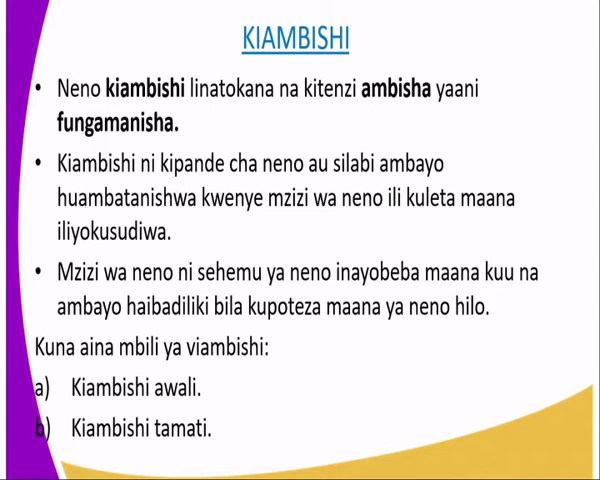 KIAMBISHI
• Neno kiambishi linatokana na kitenzi ambisha yaani
fungamanisha.
• Kiambishi ni kipande cha neno au silabi ambayo
huambatanishwa kwenye mzizi wa neno ili kuleta maana
iliyokusudiwa.
• Mzizi wa neno ni sehemu ya neno inayobeba maana kuu na
ambayo haibadiliki bila kupoteza maana ya neno hilo.
Kuna aina mbili ya viambishi:
a) Kiambishi awali.
b) Kiambishi tamati.